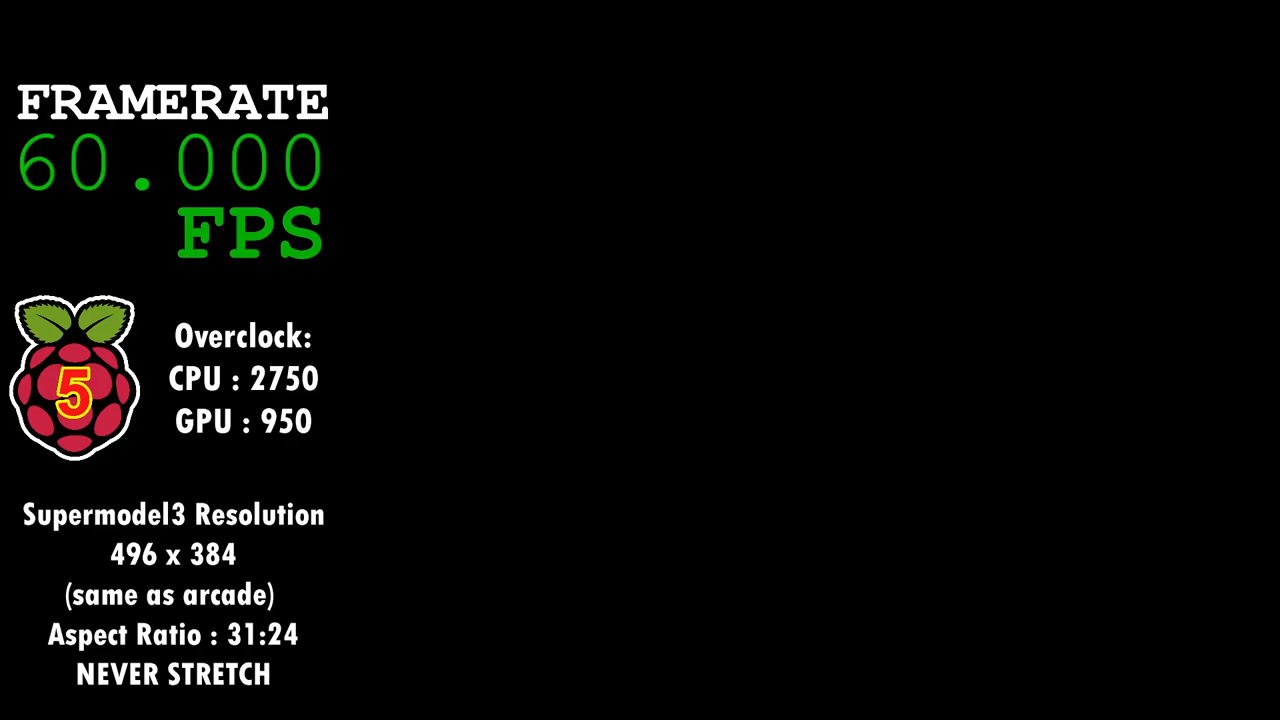 FRAMERATE
60.000
FPS
5
Overclock:
CPU : 2750
GPU : 950
Supermodel3 Resolution
496 x 384
(same as arcade)
Aspect Ratio : 31:24
NEVER STRETCH